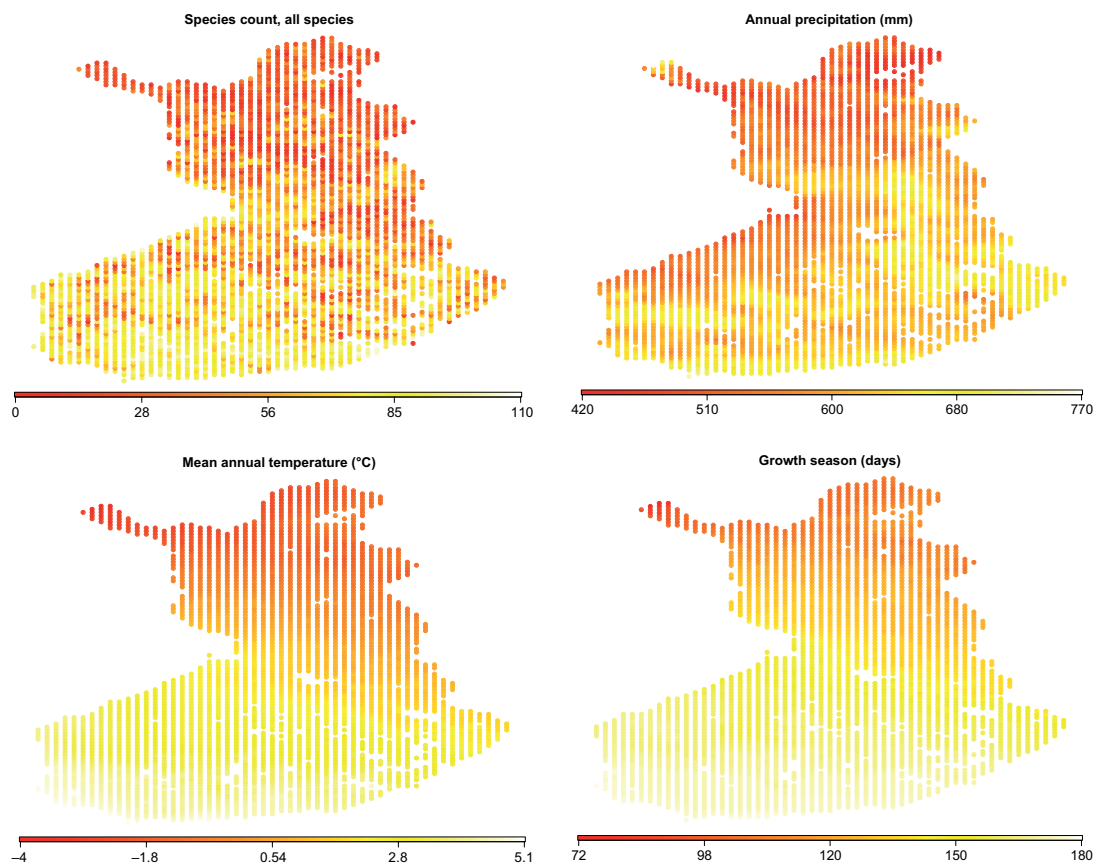 Species count, all species
Annual precipitation (mm)
0 28 56 85 110
420 510 600 680 770
Mean annual temperature (°C)
Growth season (days)
–4 –1.8 0.54 2.8 5.1
72 98 120 150 180